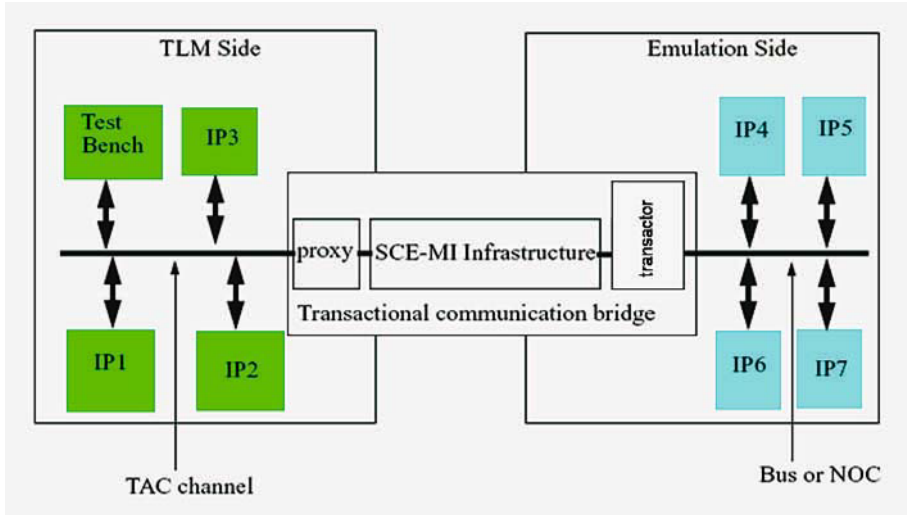 TLM Side
Emulation Side
Test
Bench
IP3
IP4
IP5
proxy
SCE-MI Infrastructure
transactor
Transactional communication bridge
IP1
IP2
IP6
IP7
TAC channel
Bus or NOC